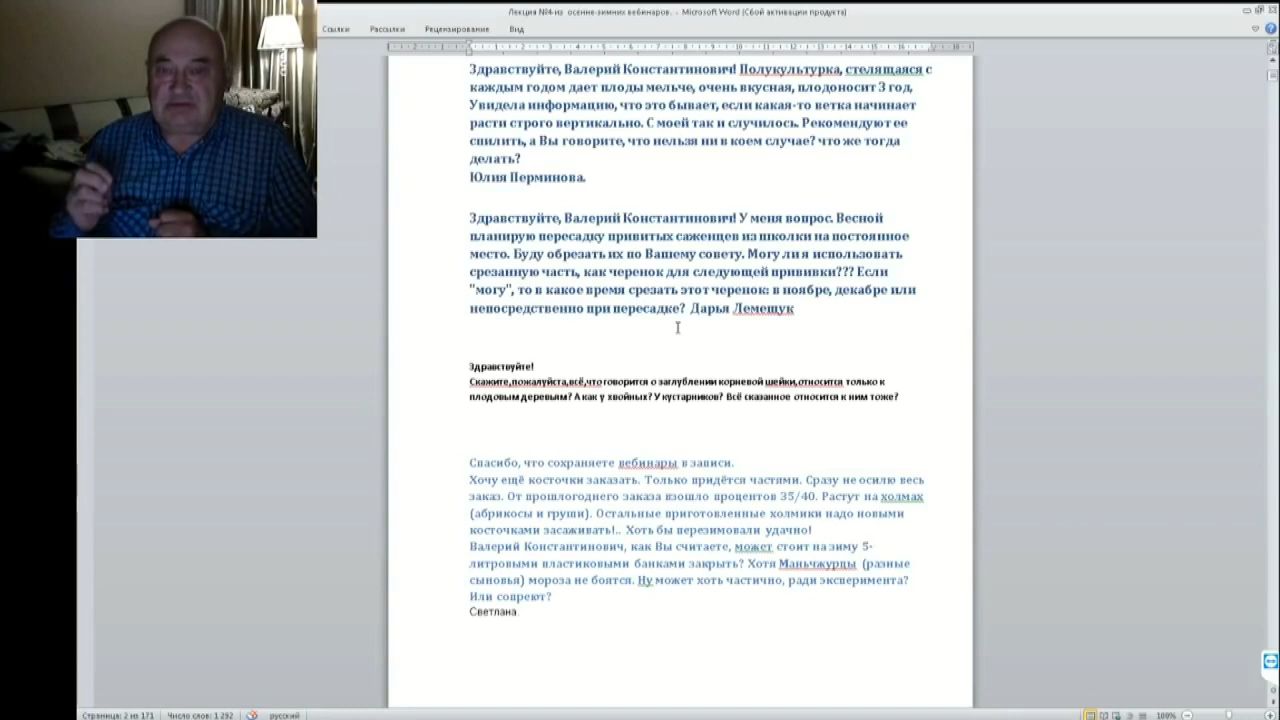 Лекция №4-из осенне-зимних вебинаров. - Microsoft Word (Сбой активации продукта)
Ссылки Рассылки Рецензирование Вид
Здравствуйте, Валерий Константинович! Полукультурка, стелящаяся с
каждым годом дает плоды мельче, очень вкусная, плодоносит 3 год,
Увидела информацию, что это бывает, если какая-то ветка начинает
расти строго вертикально. С моей так и случилось. Рекомендуют ее
спилить, а Вы говорите, что нельзя ни в коем случае? что же тогда
делать?
Юлия Перминова.
Здравствуйте, Валерий Константинович! У меня вопрос. Весной
планирую пересадку привитых саженцев из школки на постоянное
место. Буду обрезать их по Вашему совету. Могу ли я использовать
срезанную часть, как черенок для следующей прививки??? Если
"могу", то в какое время срезать этот черенок: в ноябре, декабре или
непосредственно при пересадке? Дарья Лемещук
Здравствуйте!
Скажите,пожалуйста,всё,что говорится о заглублении корневой шейки,относится только к
плодовым деревьям? А как у хвойных? У кустарников? Всё сказанное относится к ним тоже?
Спасибо, что сохраняете вебинары в записи.
Хочу ещё косточки заказать. Только придётся частями. Сразу не осилю весь
заказ. От прошлогоднего заказа взошло процентов 35/40. Растут на холмах
(абрикосы и груши). Остальные приготовленные холмики надо новыми
косточками засаживать!.. Хоть бы перезимовали удачно!
Валерий Константинович, как Вы считаете, может стоит на зиму 5-
литровыми пластиковыми банками закрыть? Хотя Маньчжурцы (разные
сыновья) мороза не боятся. Ну может хоть частично, ради эксперимента?
Или сопреют?
Светлана.
Страница: 2 из 171 Число слов: 1 292 русский 100%